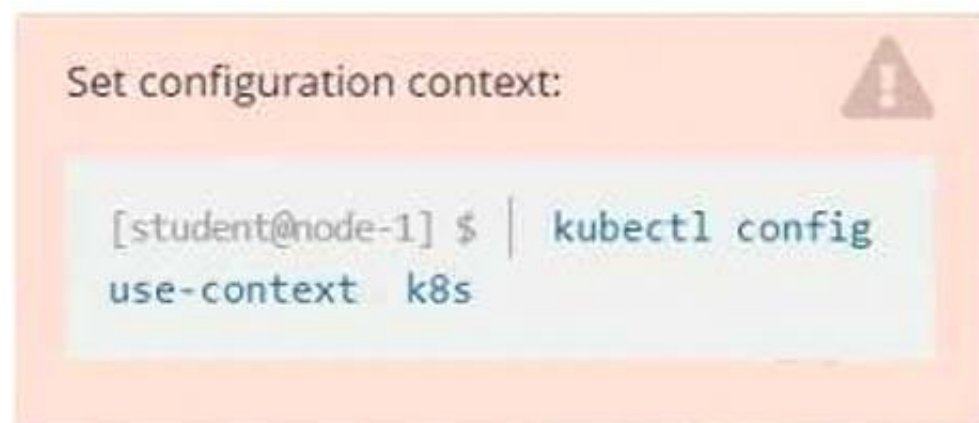 Set configuration context:
[student@node-1] $ | kubectl config
use-context k8s